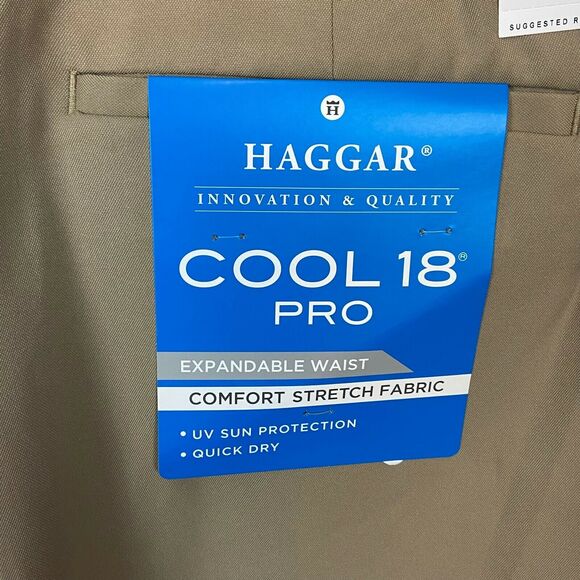 SUGGESTED R
H
HAGGAR®
INNOVATION & QUALITY
COOL 18®
PRO
EXPANDABLE WAIST
COMFORT STRETCH FABRIC
• UV SUN PROTECTION
• QUICK DRY